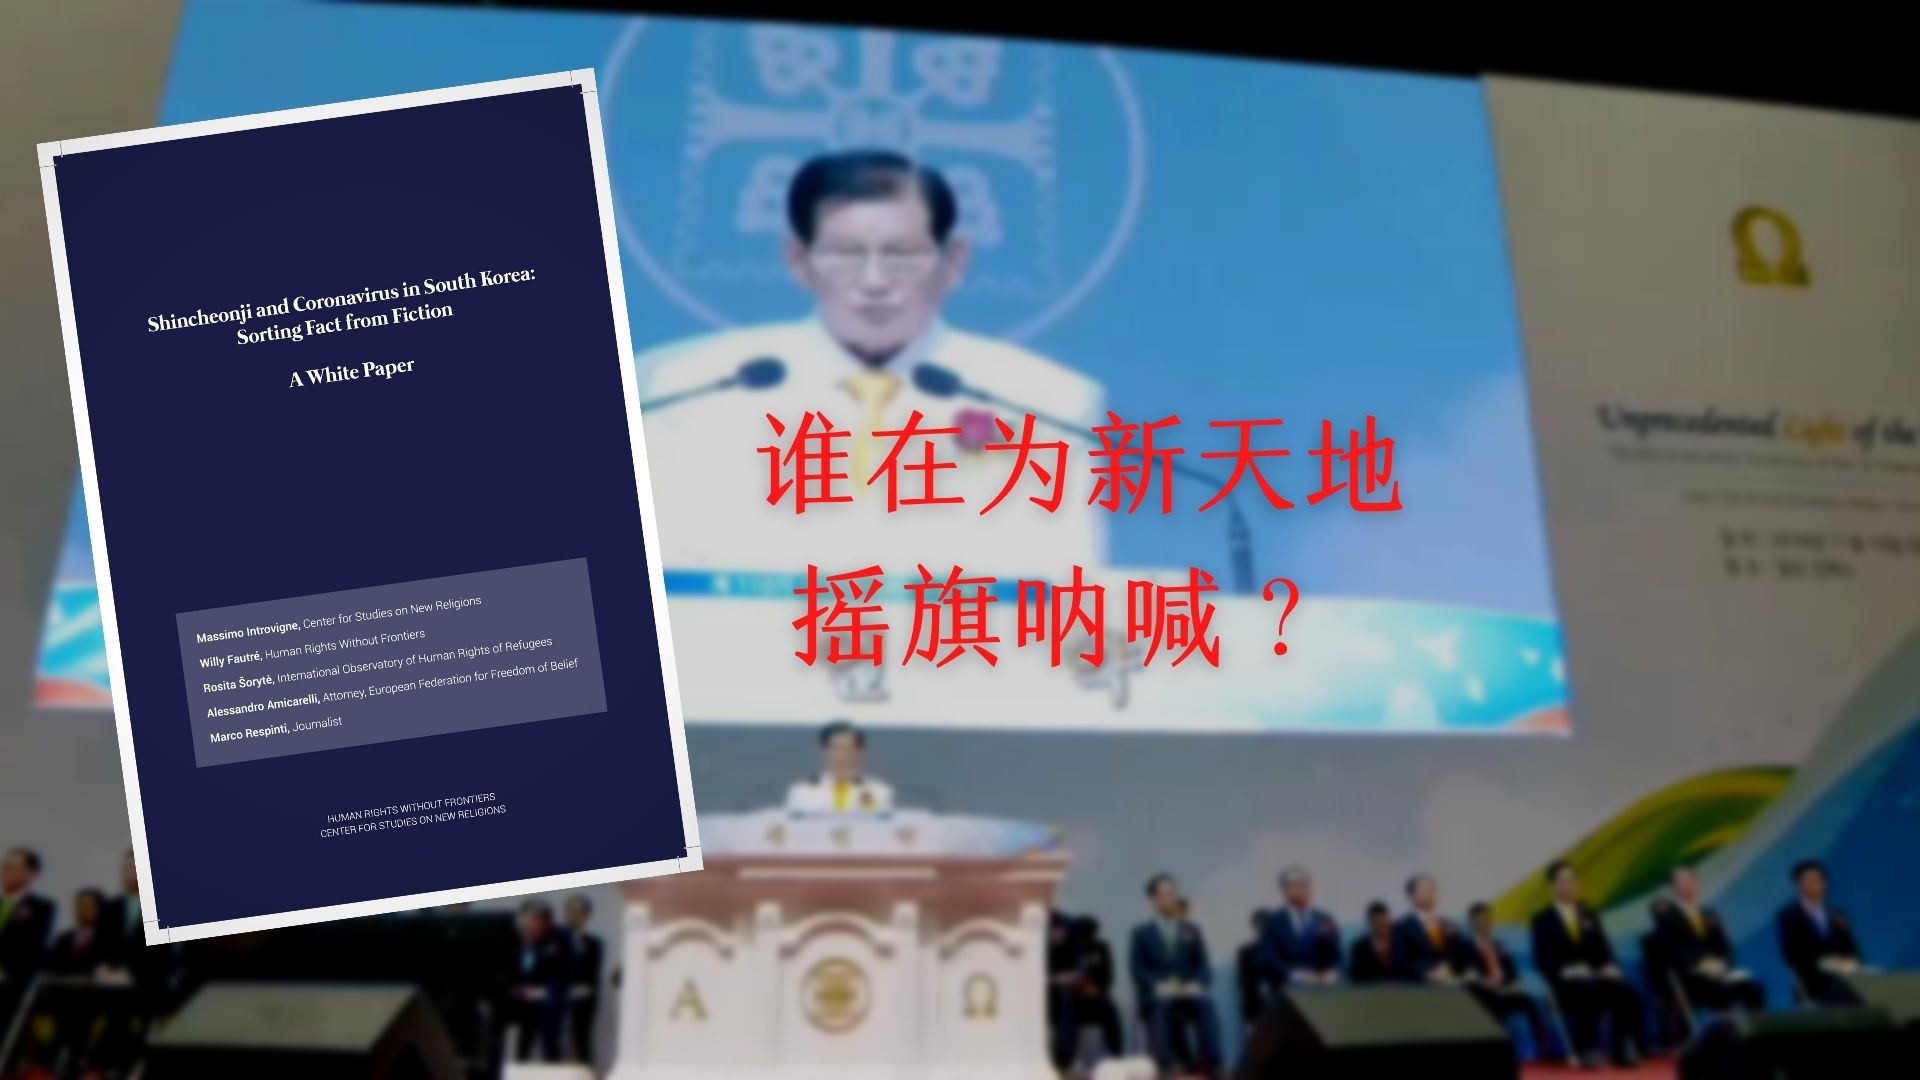 Shincheonji and Coronavirus in South Korea:
Sorting Fact from Fiction
A White Paper
Massimo Introvigne, Center for Studies on New Religions
Willy Fautré, Human Rights Without Frontiers
Rosita Šorytė, International Observatory of Human Rights of Refugees
Alessandro Amicarelli, Attorney, European Federation for Freedom of Belief
Marco Respinti, Journalist
HUMAN RIGHTS WITHOUT FRONTIERS
CENTER FOR STUDIES ON NEW RELIGIONS
谁在为新天地
摇旗呐喊？
Ω
Unprecedented Light of the
Α Ω